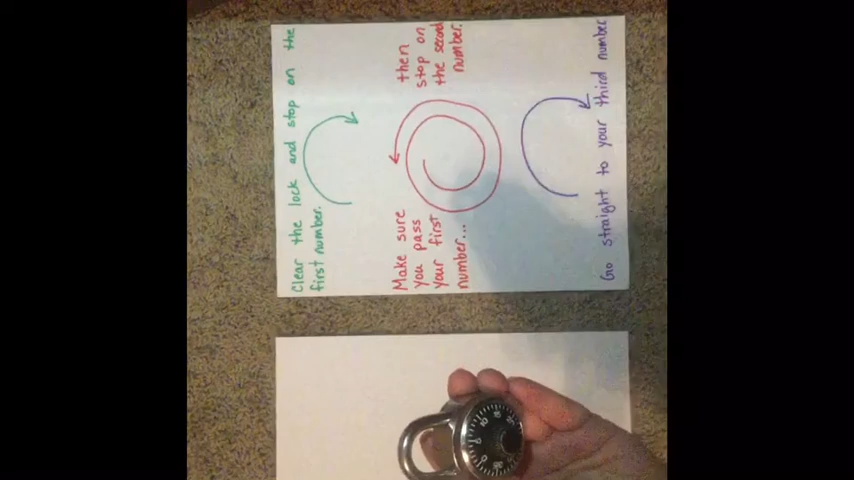 Clear the lock and stop on the
first number.
Make sure
you pass
your first
number...
then
stop on
the second
number.
Go straight to your third number